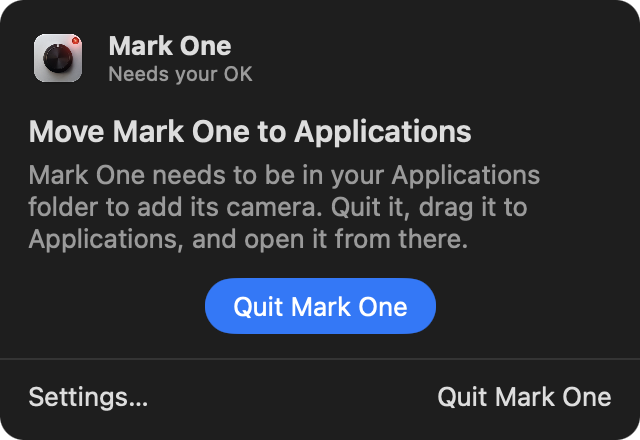 Mark One
Needs your OK
Move Mark One to Applications
Mark One needs to be in your Applications
folder to add its camera. Quit it, drag it to
Applications, and open it from there.
Quit Mark One
Settings...
Quit Mark One